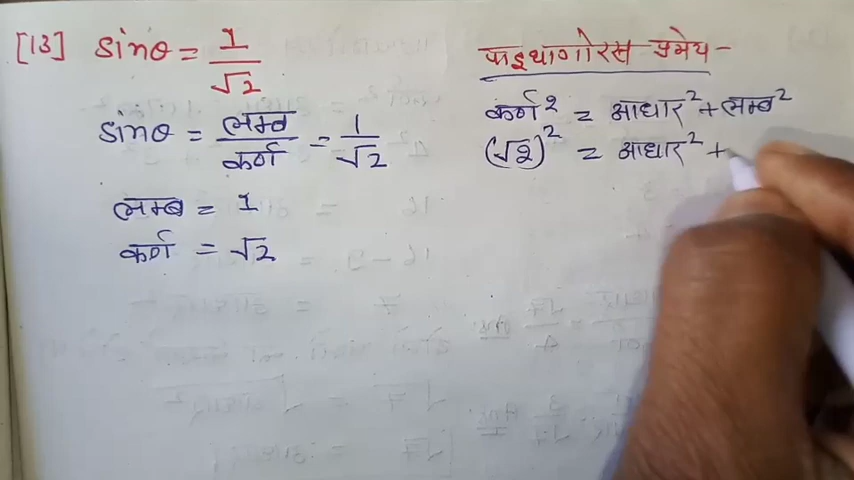 [13] sinθ = 1/√2
sinθ = लम्ब/कर्ण = 1/√2
लम्ब = 1
कर्ण = √2
पाइथागोरस प्रमेय -
कर्ण² = आधार² + लम्ब²
(√2)² = आधार² +